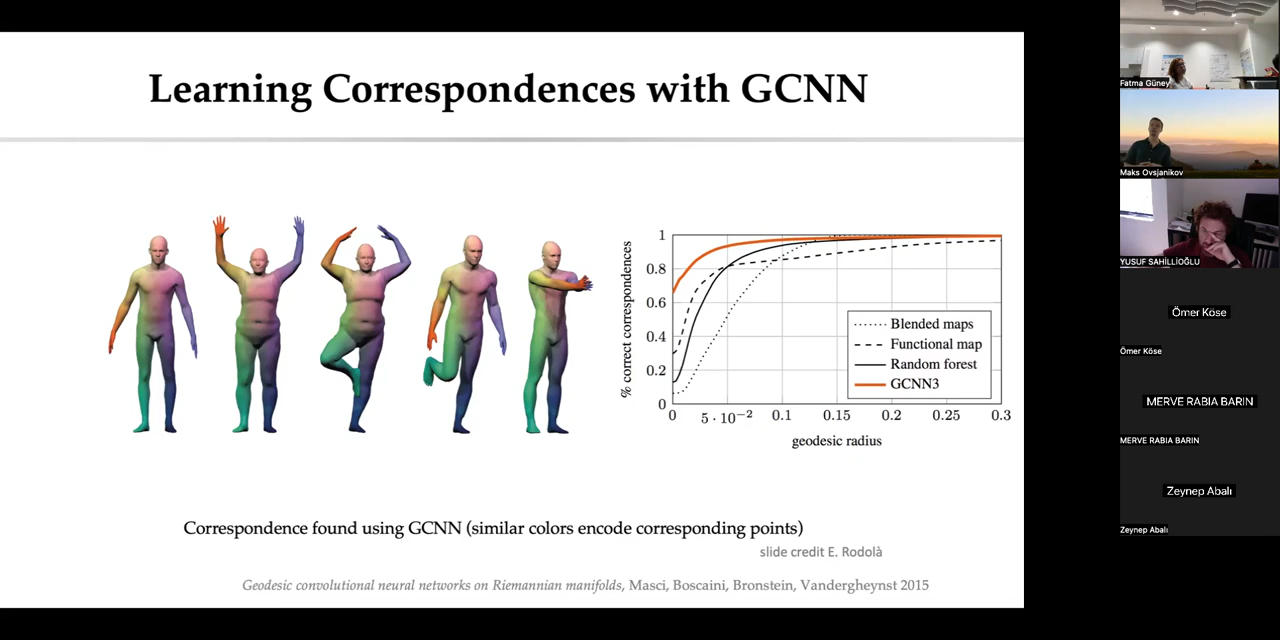 Learning Correspondences with GCNN
% correct correspondences
1
0.8
0.6
0.4
0.2
0
Blended maps
Functional map
Random forest
GCNN3
0 5 · 10⁻² 0.1 0.15 0.2 0.25 0.3
geodesic radius
Correspondence found using GCNN (similar colors encode corresponding points)
slide credit E. Rodolà
Geodesic convolutional neural networks on Riemannian manifolds, Masci, Boscaini, Bronstein, Vandergheynst 2015
Fatma Güney
Maks Ovsjanikov
YUSUF SAHİLLİOĞLU
Ömer Köse
Ömer Köse
MERVE RABIA BARIN
MERVE RABIA BARIN
Zeynep Abalı
Zeynep Abalı